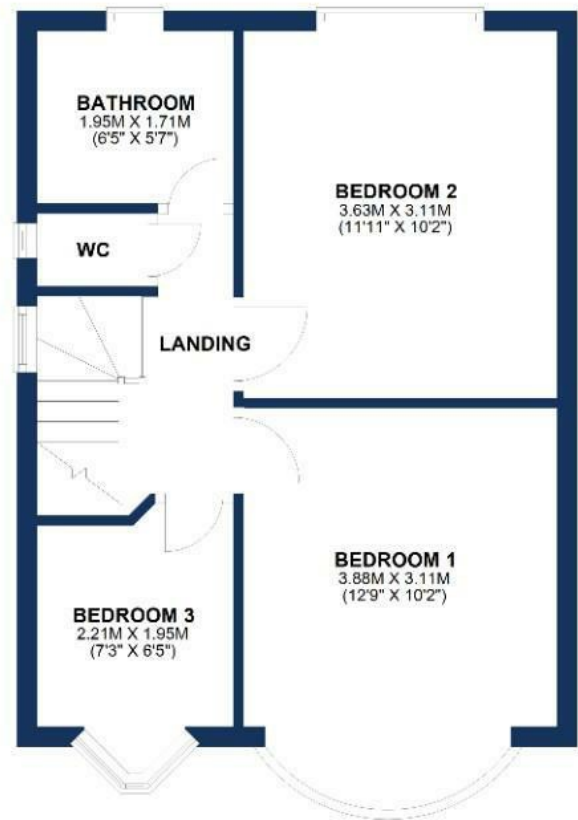 BATHROOM
1.95M X 1.71M
(6'5" X 5'7")
BEDROOM 2
3.63M X 3.11M
(11'11" X 10'2")
WC
LANDING
BEDROOM 1
3.88M X 3.11M
(12'9" X 10'2")
BEDROOM 3
2.21M X 1.95M
(7'3" X 6'5")